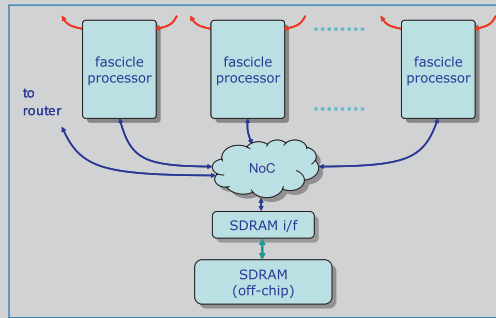 fascicle
processor
fascicle
processor
fascicle
processor
to
router
NoC
SDRAM i/f
SDRAM
(off-chip)